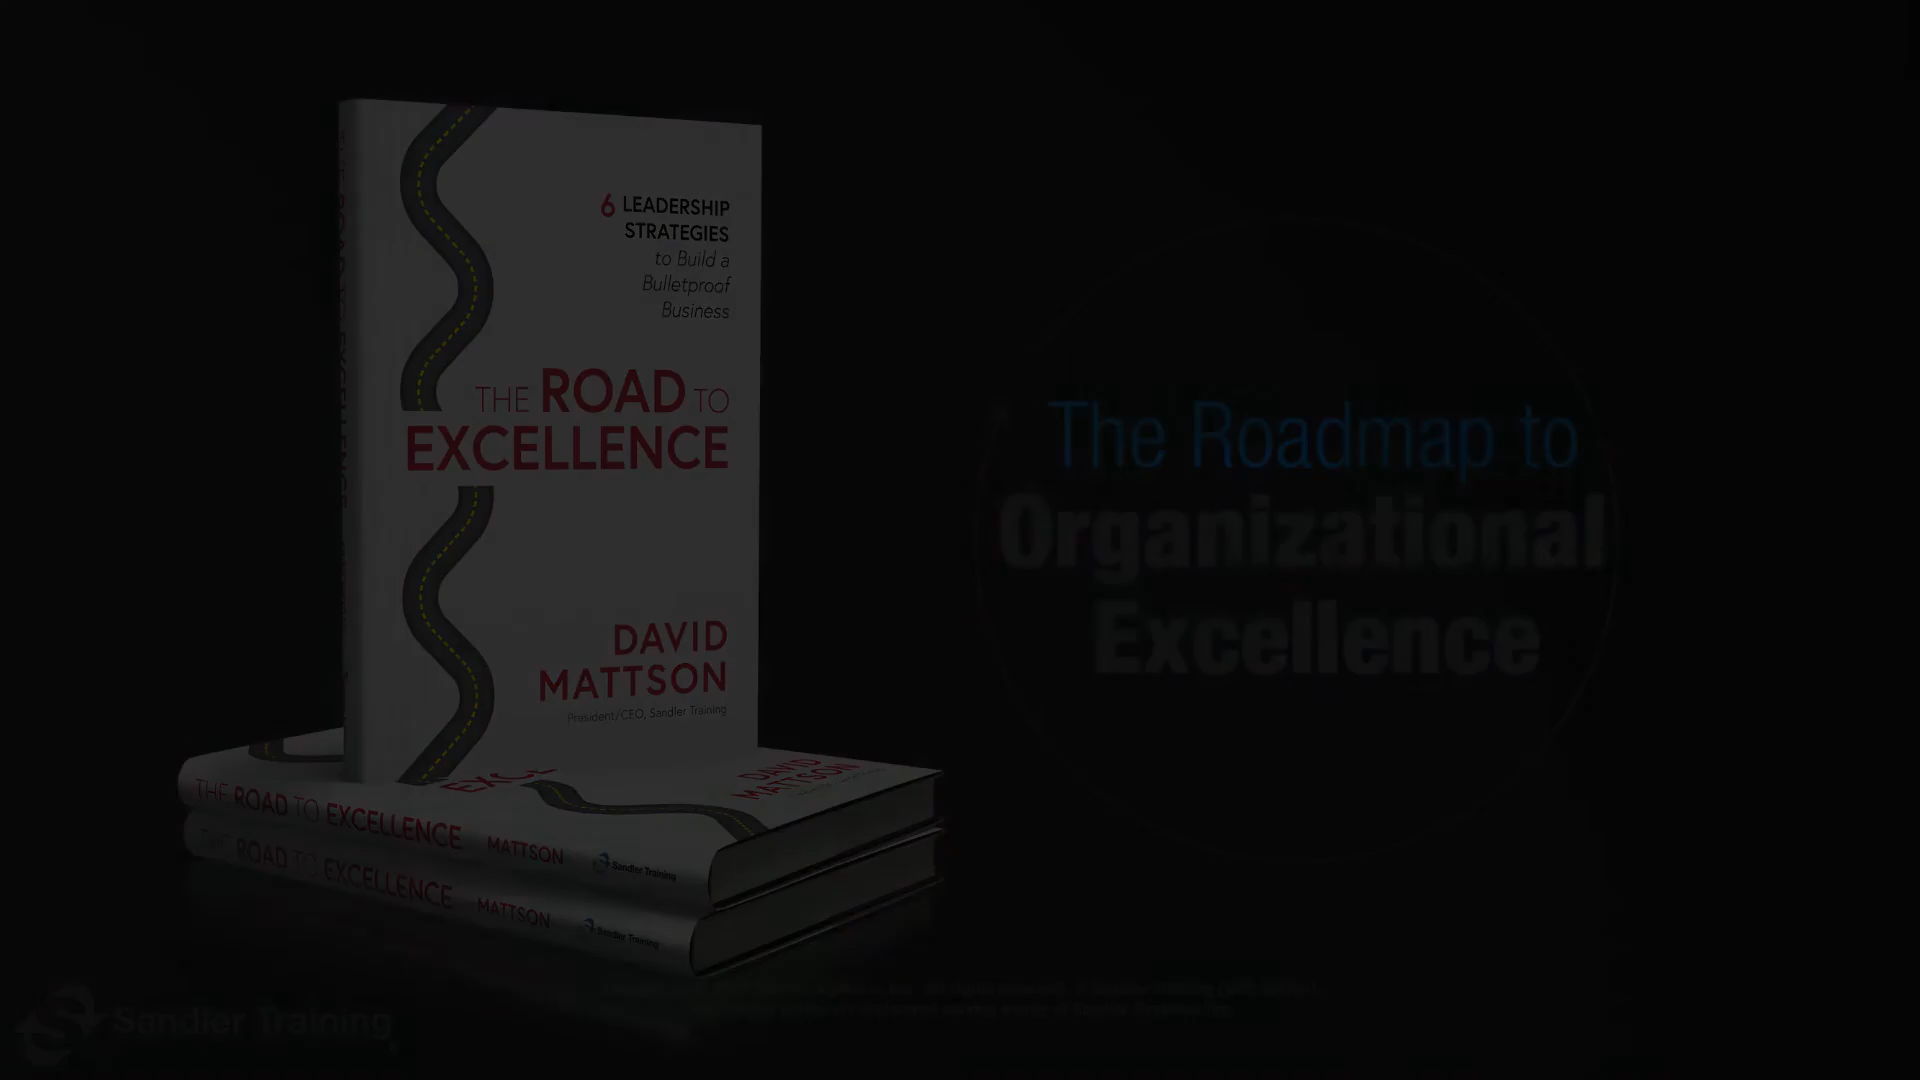 6 LEADERSHIP
STRATEGIES
to Build a
Bulletproof
Business
THE ROAD TO
EXCELLENCE
DAVID
MATTSON
President/CEO, Sandler Training
DAVID
MATTSON
THE ROAD TO EXCELLENCE MATTSON Sandler Training
THE ROAD TO EXCELLENCE MATTSON Sandler Training
The Roadmap to
Organizational
Excellence
Sandler Training